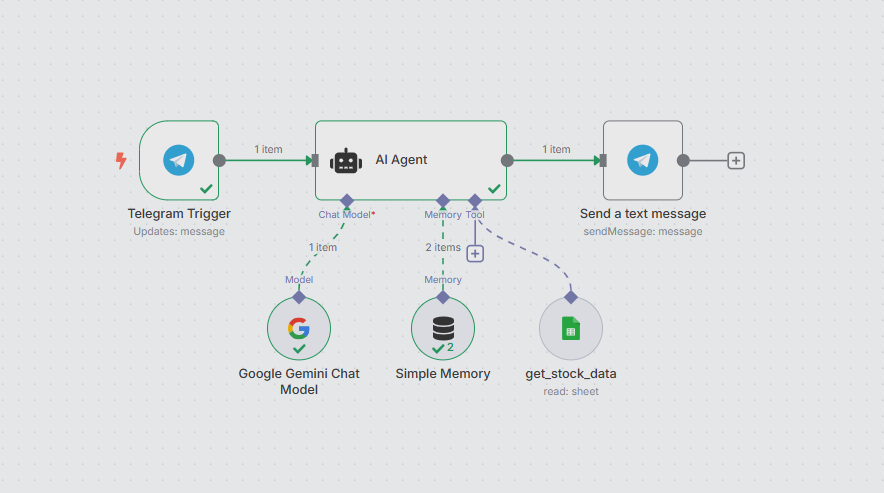 1 item
AI Agent
1 item
Telegram Trigger
Updates: message
Chat Model*
Memory
Tool
Send a text message
sendMessage: message
1 item
2 items
Model
Memory
2
Google Gemini Chat
Model
Simple Memory
get_stock_data
read: sheet